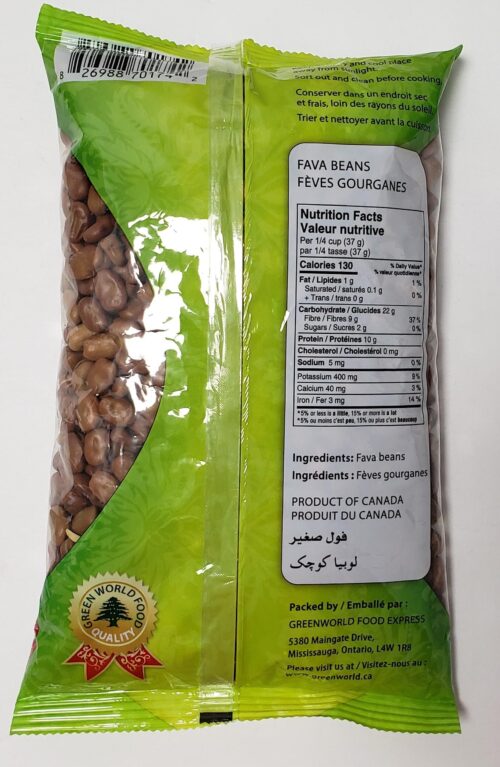 8 26988 70174 2
and cool place
away from sunlight.
Sort out and clean before cooking.
Conserver dans un endroit sec
et frais, loin des rayons du soleil.
Trier et nettoyer avant la cuisson.
FAVA BEANS
FÈVES GOURGANES
Nutrition Facts
Valeur nutritive
Per 1/4 cup (37 g)
par 1/4 tasse (37 g)
Calories 130
% Daily Value*
% valeur quotidienne*
Fat / Lipides 1 g 1 %
Saturated / saturés 0.1 g
+ Trans / trans 0 g 0 %
Carbohydrate / Glucides 22 g
Fibre / Fibres 9 g 37 %
Sugars / Sucres 2 g 0 %
Protein / Protéines 10 g
Cholesterol / Cholestérol 0 mg
Sodium 5 mg 0 %
Potassium 400 mg 9 %
Calcium 40 mg 3 %
Iron / Fer 3 mg 14 %
*5% or less is a little, 15% or more is a lot
*5% ou moins c'est peu, 15% ou plus c'est beaucoup
Ingredients: Fava beans
Ingrédients : Fèves gourganes
PRODUCT OF CANADA
PRODUIT DU CANADA
فول صغير
لوبیا کوچک
GREEN WORLD FOOD
QUALITY
Packed by / Emballé par :
GREENWORLD FOOD EXPRESS
5380 Maingate Drive,
Mississauga, Ontario, L4W 1R8
Please visit us at / Visitez-nous au :
www.greenworld.ca